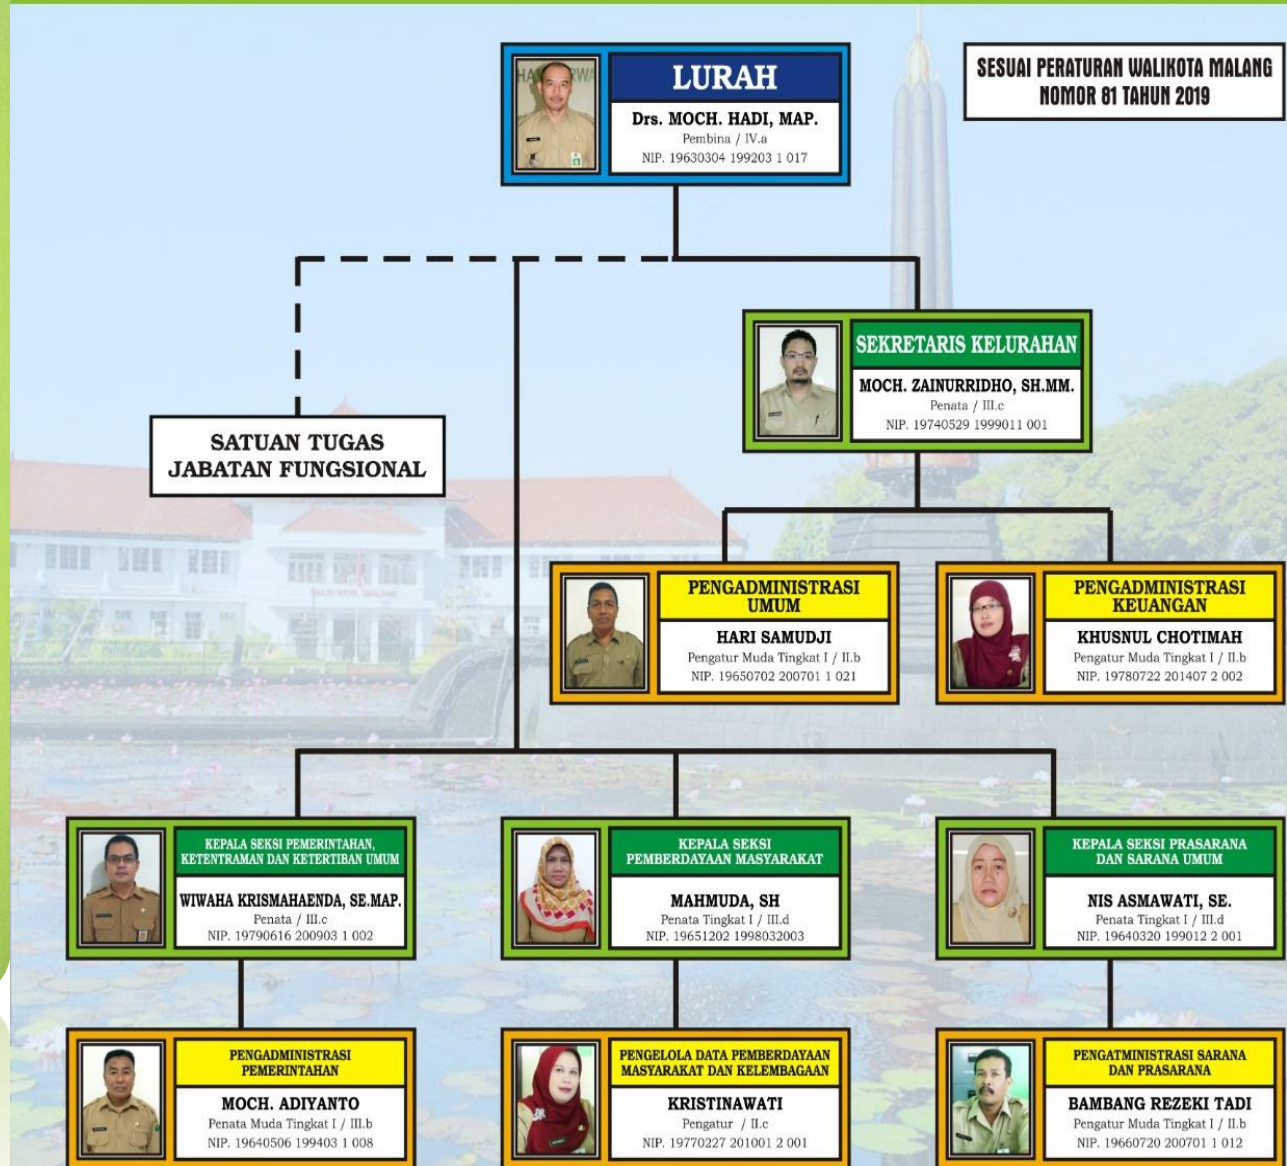 LURAH
Drs. MOCH. HADI, MAP.
Pembina / IV.a
NIP. 19630304 199203 1 017
SESUAI PERATURAN WALIKOTA MALANG
NOMOR 81 TAHUN 2019
SEKRETARIS KELURAHAN
MOCH. ZAINURRIDHO, SH.MM.
Penata / III.c
NIP. 19740529 1999011 001
SATUAN TUGAS
JABATAN FUNGSIONAL
PENGADMINISTRASI
UMUM
HARI SAMUDJI
Pengatur Muda Tingkat I / II.b
NIP. 19650702 200701 1 021
PENGADMINISTRASI
KEUANGAN
KHUSNUL CHOTIMAH
Pengatur Muda Tingkat I / II.b
NIP. 19780722 201407 2 002
KEPALA SEKSI PEMERINTAHAN,
KETENTRAMAN DAN KETERTIBAN UMUM
WIWAHA KRISMAHAENDA, SE.MAP.
Penata / III.c
NIP. 19790616 200903 1 002
KEPALA SEKSI
PEMBERDAYAAN MASYARAKAT
MAHMUDA, SH
Penata Tingkat I / III.d
NIP. 19651202 1998032003
KEPALA SEKSI PRASARANA
DAN SARANA UMUM
NIS ASMAWATI, SE.
Penata Tingkat I / III.d
NIP. 19640320 199012 2 001
PENGADMINISTRASI
PEMERINTAHAN
MOCH. ADIYANTO
Penata Muda Tingkat I / III.b
NIP. 19640506 199403 1 008
PENGELOLA DATA PEMBERDAYAAN
MASYARAKAT DAN KELEMBAGAAN
KRISTINAWATI
Pengatur / II.c
NIP. 19770227 201001 2 001
PENGATMINISTRASI SARANA
DAN PRASARANA
BAMBANG REZEKI TADI
Pengatur Muda Tingkat I / II.b
NIP. 19660720 200701 1 012